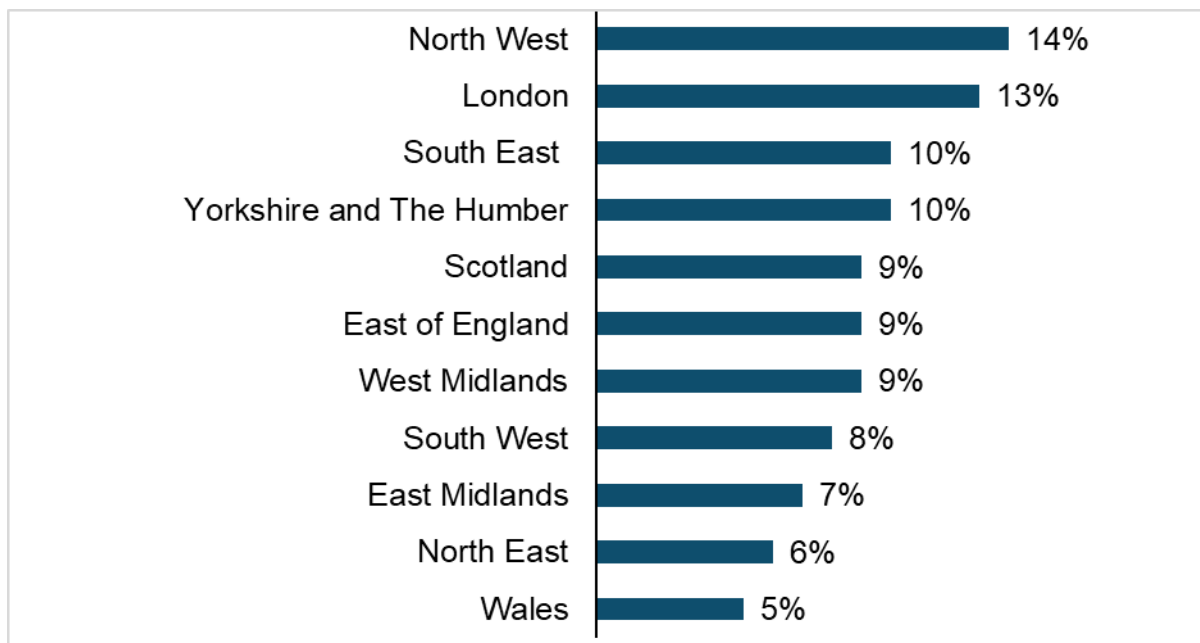 North West 14%
London 13%
South East 10%
Yorkshire and The Humber 10%
Scotland 9%
East of England 9%
West Midlands 9%
South West 8%
East Midlands 7%
North East 6%
Wales 5%